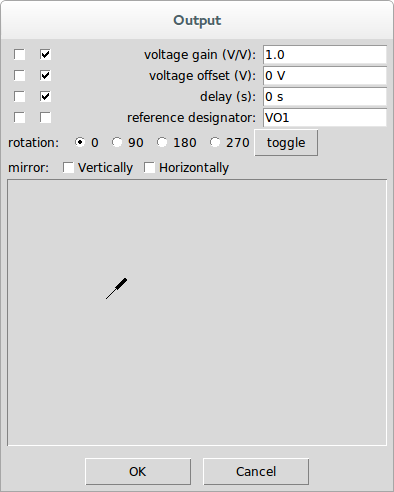 Output
voltage gain (V/V): 1.0
voltage offset (V): 0 V
delay (s): 0 s
reference designator: VO1
rotation: 0 90 180 270 toggle
mirror: Vertically Horizontally
OK Cancel